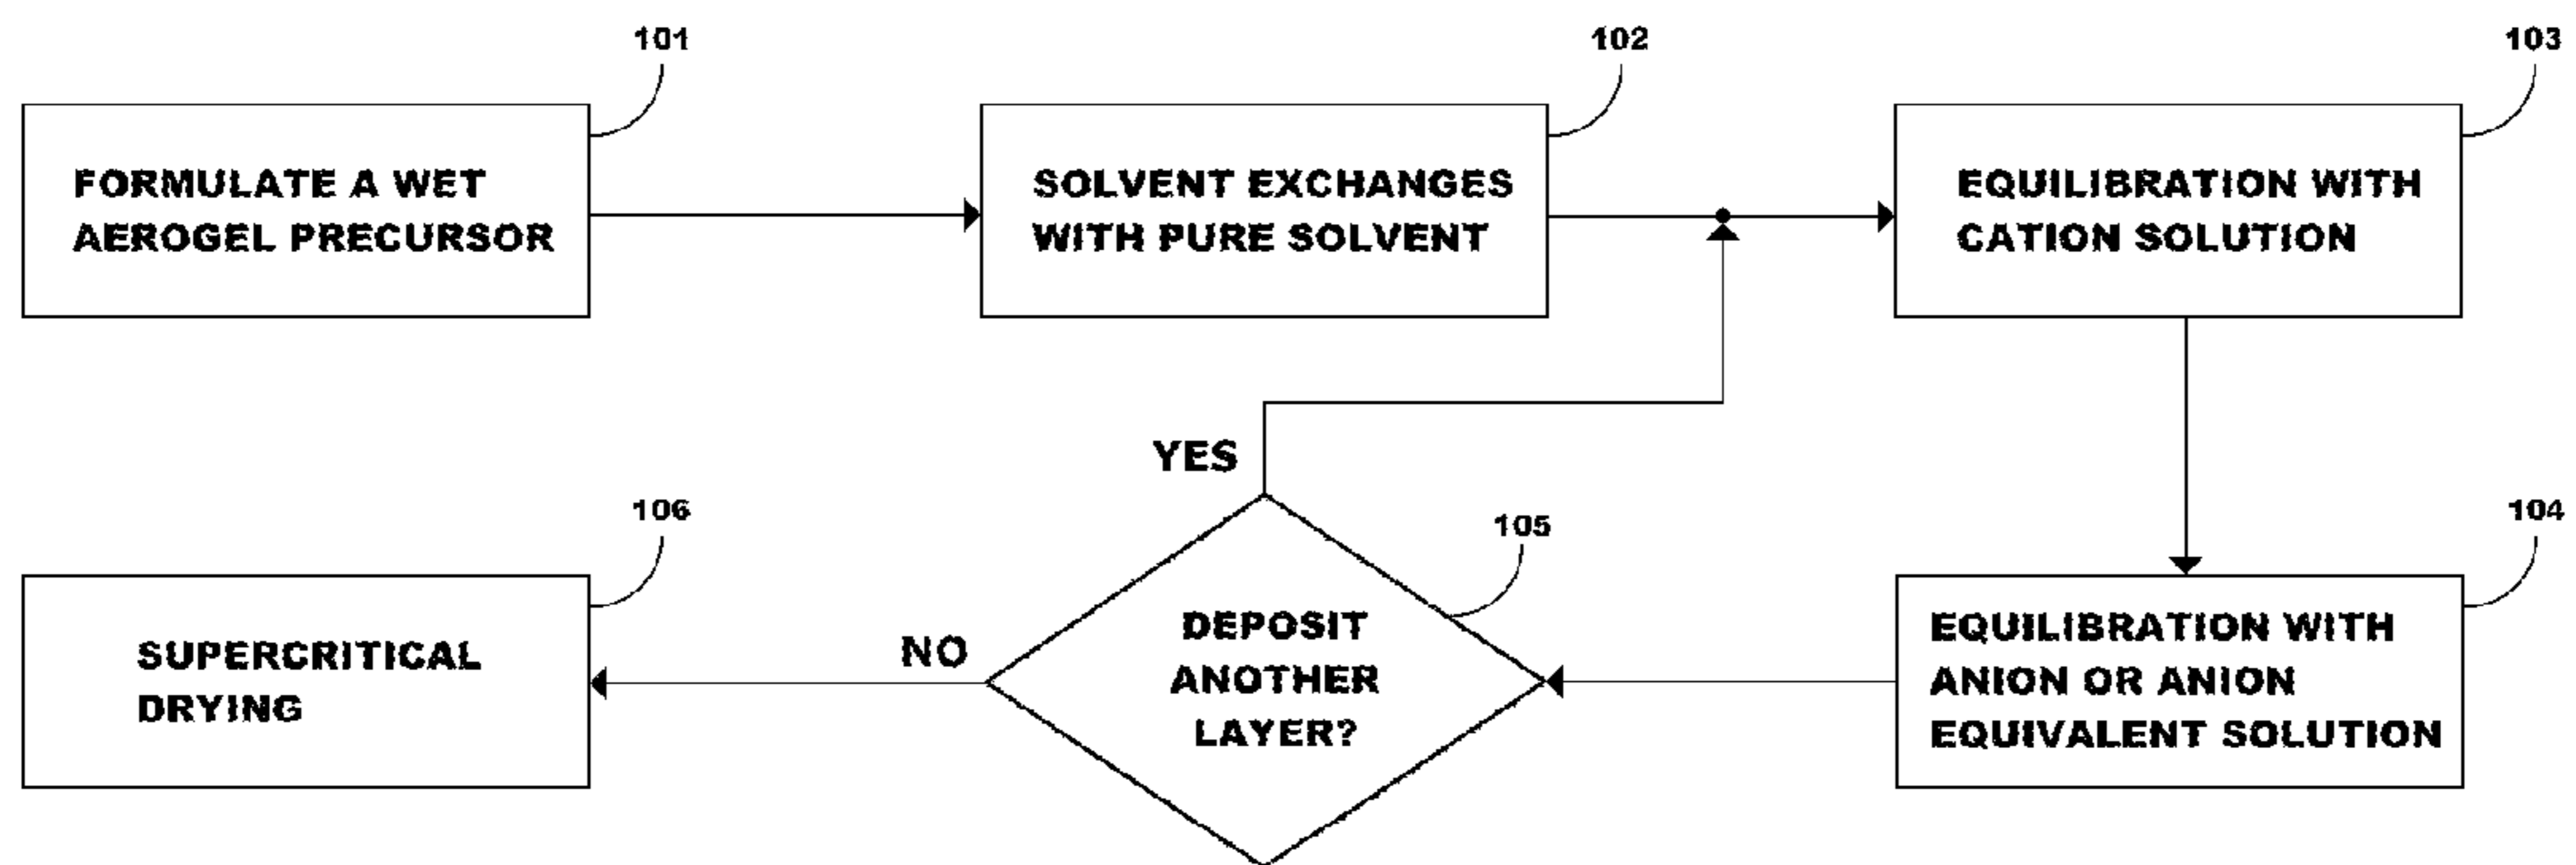 101
FORMULATE A WET
AEROGEL PRECURSOR
102
SOLVENT EXCHANGES
WITH PURE SOLVENT
103
EQUILIBRATION WITH
CATION SOLUTION
104
EQUILIBRATION WITH
ANION OR ANION
EQUIVALENT SOLUTION
105
DEPOSIT
ANOTHER
LAYER?
YES
NO
106
SUPERCRITICAL
DRYING